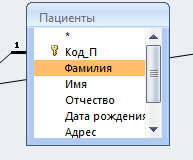 Пациенты
1
*
Код_П
Фамилия
Имя
Отчество
Дата рождения
Адрес